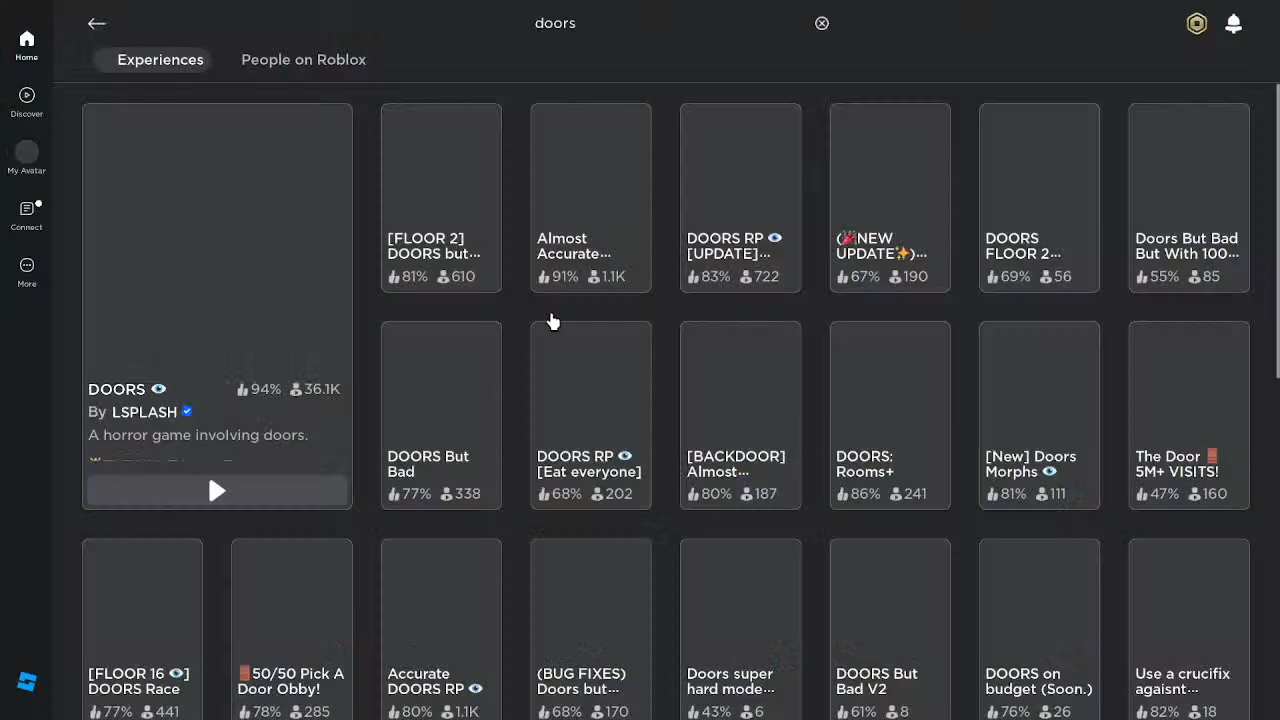 doors
Experiences People on Roblox
Home
Discover
My Avatar
Connect
More
DOORS 👁️ 94% 36.1K
By LSPLASH
A horror game involving doors.
[FLOOR 2]
DOORS but...
81% 610
Almost
Accurate...
91% 1.1K
DOORS RP 👁️
[UPDATE]...
83% 722
(🎉NEW
UPDATE✨)...
67% 190
DOORS
FLOOR 2...
69% 56
Doors But Bad
But With 100...
55% 85
DOORS But
Bad
77% 338
DOORS RP 👁️
[Eat everyone]
68% 202
[BACKDOOR]
Almost...
80% 187
DOORS:
Rooms+
86% 241
[New] Doors
Morphs 👁️
81% 111
The Door 🚪
5M+ VISITS!
47% 160
[FLOOR 16 👁️]
DOORS Race
77% 441
🚪50/50 Pick A
Door Obby!
78% 285
Accurate
DOORS RP 👁️
80% 1.1K
(BUG FIXES)
Doors but...
68% 170
Doors super
hard mode...
43% 6
DOORS But
Bad V2
61% 8
DOORS on
budget (Soon.)
76% 26
Use a crucifix
agaisnt...
82% 18